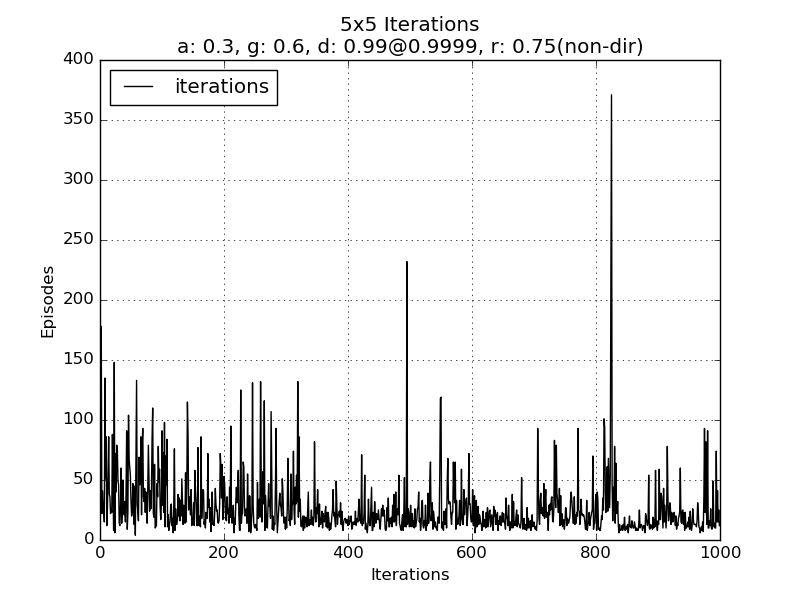 5x5 Iterations
a: 0.3, g: 0.6, d: 0.99@0.9999, r: 0.75(non-dir)
400
iterations
350
300
250
200
150
100
50
0
Episodes
0 200 400 600 800 1000
Iterations